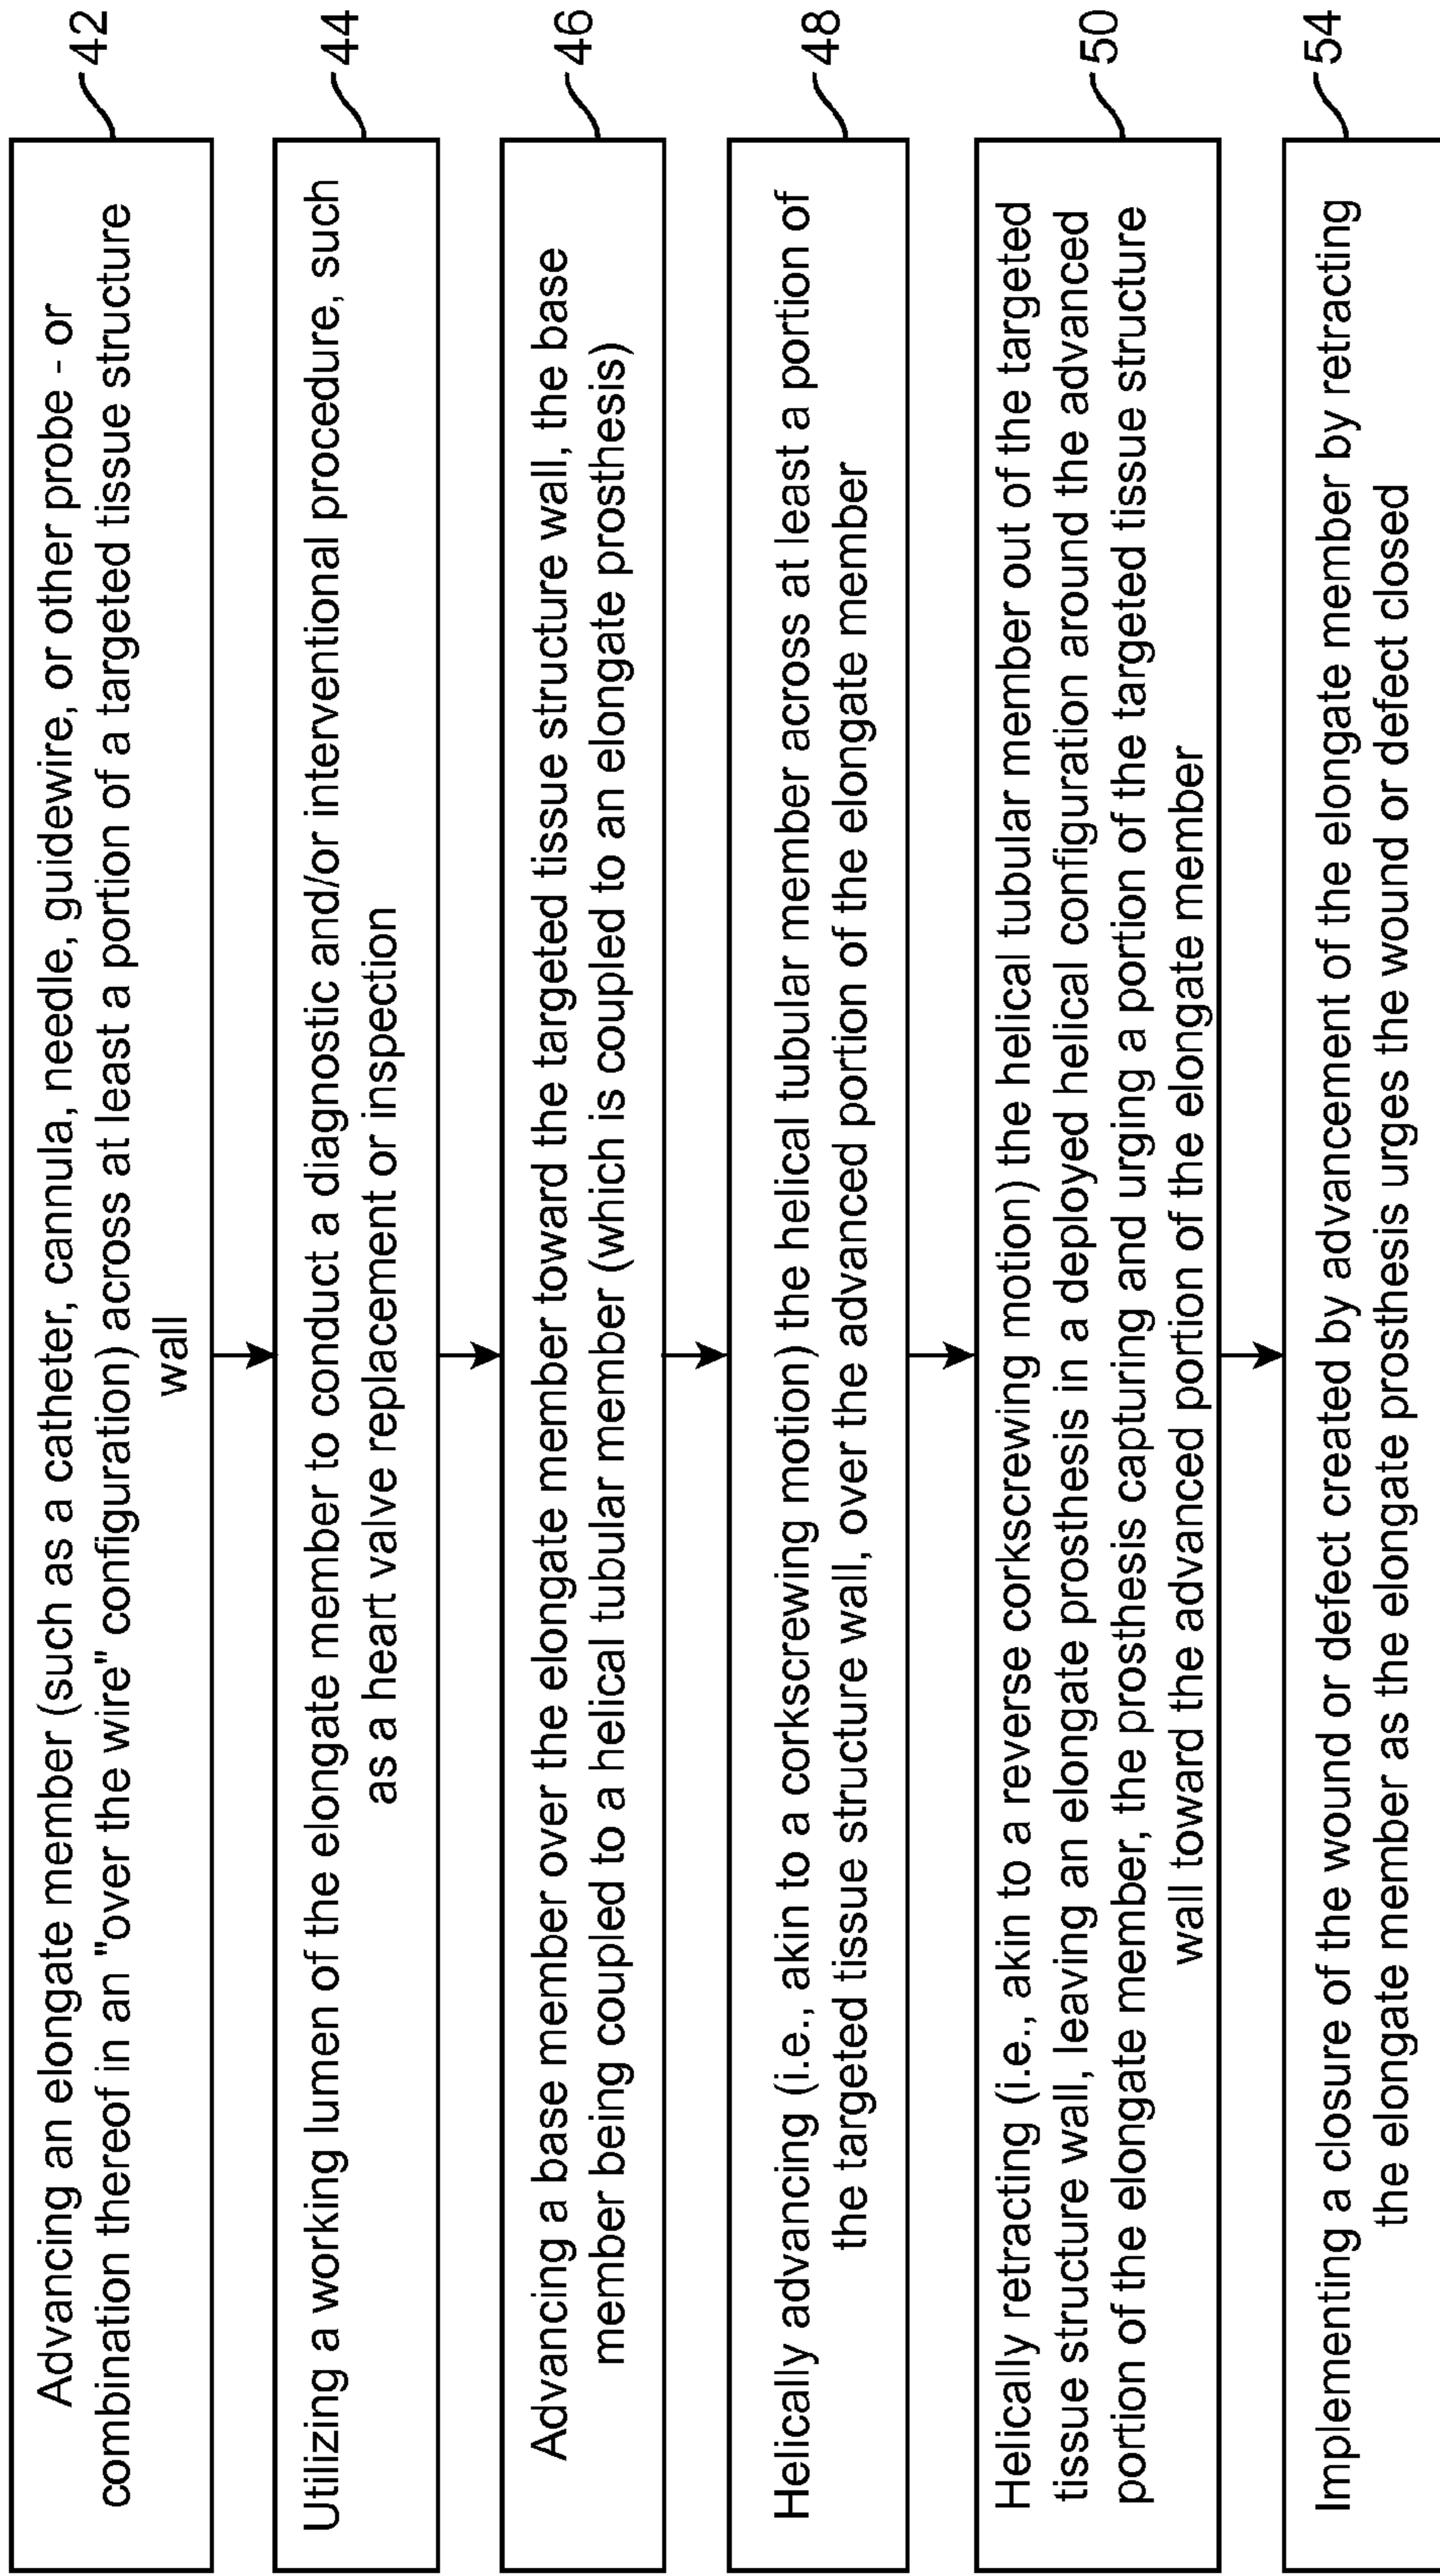 Advancing an elongate member (such as a catheter, cannula, needle, guidewire, or other probe - or
combination thereof in an "over the wire" configuration) across at least a portion of a targeted tissue structure
wall
42
Utilizing a working lumen of the elongate member to conduct a diagnostic and/or interventional procedure, such
as a heart valve replacement or inspection
44
Advancing a base member over the elongate member toward the targeted tissue structure wall, the base
member being coupled to a helical tubular member (which is coupled to an elongate prosthesis)
46
Helically advancing (i.e., akin to a corkscrewing motion) the helical tubular member across at least a portion of
the targeted tissue structure wall, over the advanced portion of the elongate member
48
Helically retracting (i.e., akin to a reverse corkscrewing motion) the helical tubular member out of the targeted
tissue structure wall, leaving an elongate prosthesis in a deployed helical configuration around the advanced
portion of the elongate member, the prosthesis capturing and urging a portion of the targeted tissue structure
wall toward the advanced portion of the elongate member
50
Implementing a closure of the wound or defect created by advancement of the elongate member by retracting
the elongate member as the elongate prosthesis urges the wound or defect closed
54